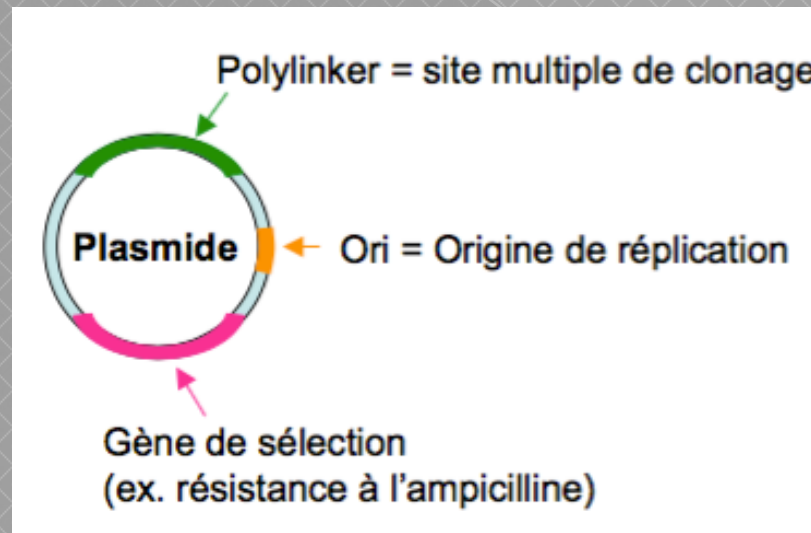 Polylinker = site multiple de clonage
Plasmide
Ori = Origine de réplication
Gène de sélection
(ex. résistance à l'ampicilline)